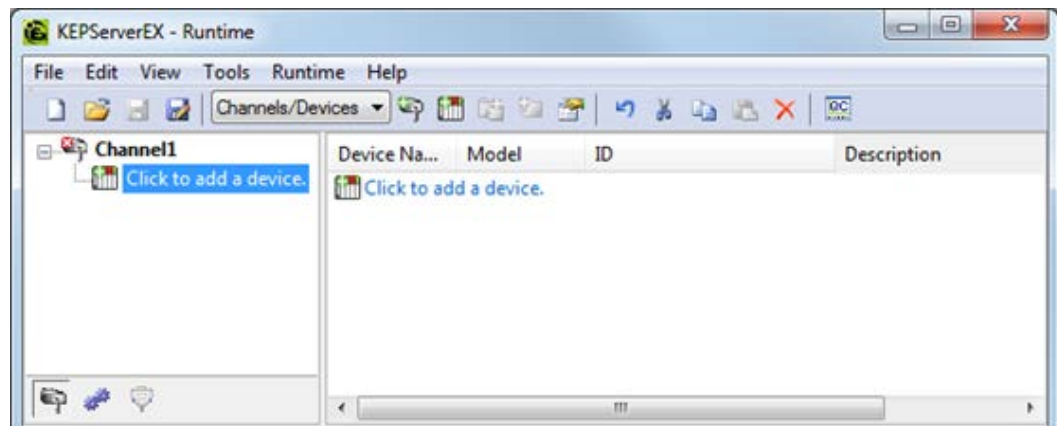 KEPServerEX - Runtime
File Edit View Tools Runtime Help
Channels/Devices
QC
Channel1
Click to add a device.
Device Na... Model ID Description
Click to add a device.